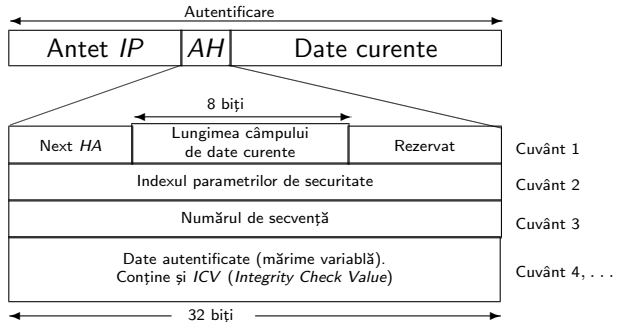 Autentificare
Antet IP AH Date curente
8 biți
Next HA Lungimea câmpului de date curente Rezervat Cuvânt 1
Indexul parametrilor de securitate Cuvânt 2
Numărul de secvență Cuvânt 3
Date autentificate (mărime variablă).
Conține și ICV (Integrity Check Value) Cuvânt 4, . . .
32 biți